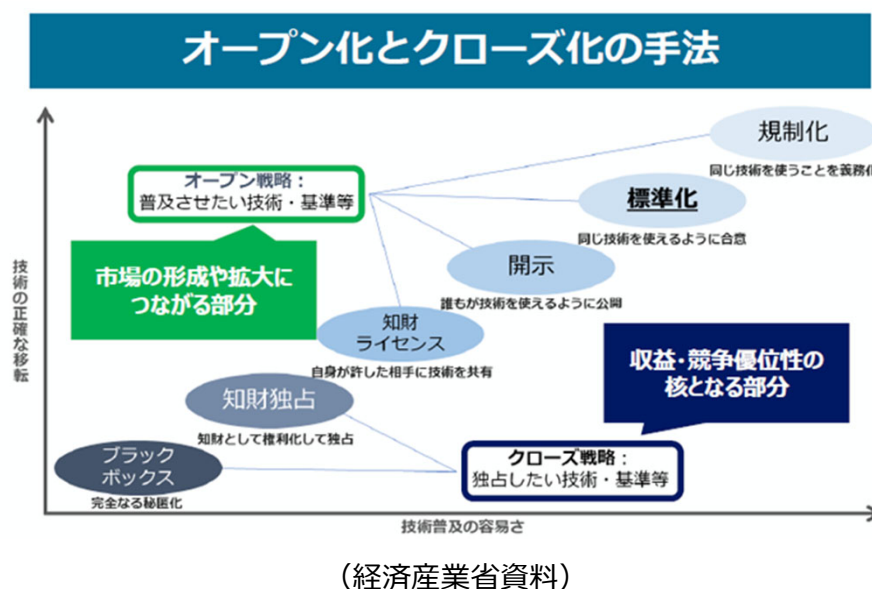 オープン化とクローズ化の手法
規制化
同じ技術を使うことを義務化
オープン戦略：
普及させたい技術・基準等
標準化
同じ技術を使えるように合意
市場の形成や拡大に
つながる部分
開示
誰もが技術を使えるように公開
知財
ライセンス
自身が許した相手に技術を共有
収益・競争優位性の
核となる部分
知財独占
知財として権利化して独占
クローズ戦略：
独占したい技術・基準等
ブラック
ボックス
完全なる秘匿化
技術の正確な移転
技術普及の容易さ
（経済産業省資料）